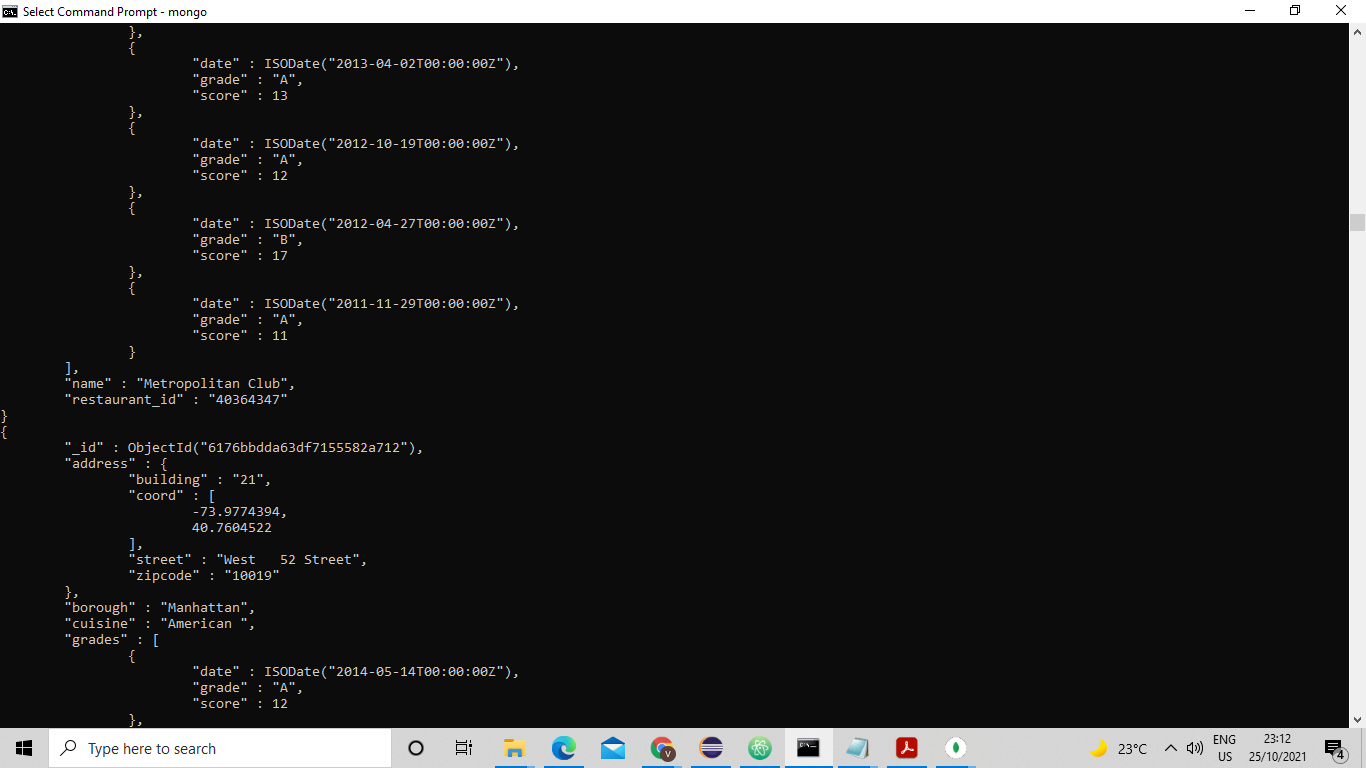 Select Command Prompt - mongo
},
{
"date" : ISODate("2013-04-02T00:00:00Z"),
"grade" : "A",
"score" : 13
},
{
"date" : ISODate("2012-10-19T00:00:00Z"),
"grade" : "A",
"score" : 12
},
{
"date" : ISODate("2012-04-27T00:00:00Z"),
"grade" : "B",
"score" : 17
},
{
"date" : ISODate("2011-11-29T00:00:00Z"),
"grade" : "A",
"score" : 11
}
],
"name" : "Metropolitan Club",
"restaurant_id" : "40364347"
}
{
"_id" : ObjectId("6176bbdda63df7155582a712"),
"address" : {
"building" : "21",
"coord" : [
-73.9774394,
40.7604522
],
"street" : "West   52 Street",
"zipcode" : "10019"
},
"borough" : "Manhattan",
"cuisine" : "American ",
"grades" : [
{
"date" : ISODate("2014-05-14T00:00:00Z"),
"grade" : "A",
"score" : 12
},
Type here to search
V
23°C
ENG
US
23:12
25/10/2021
4